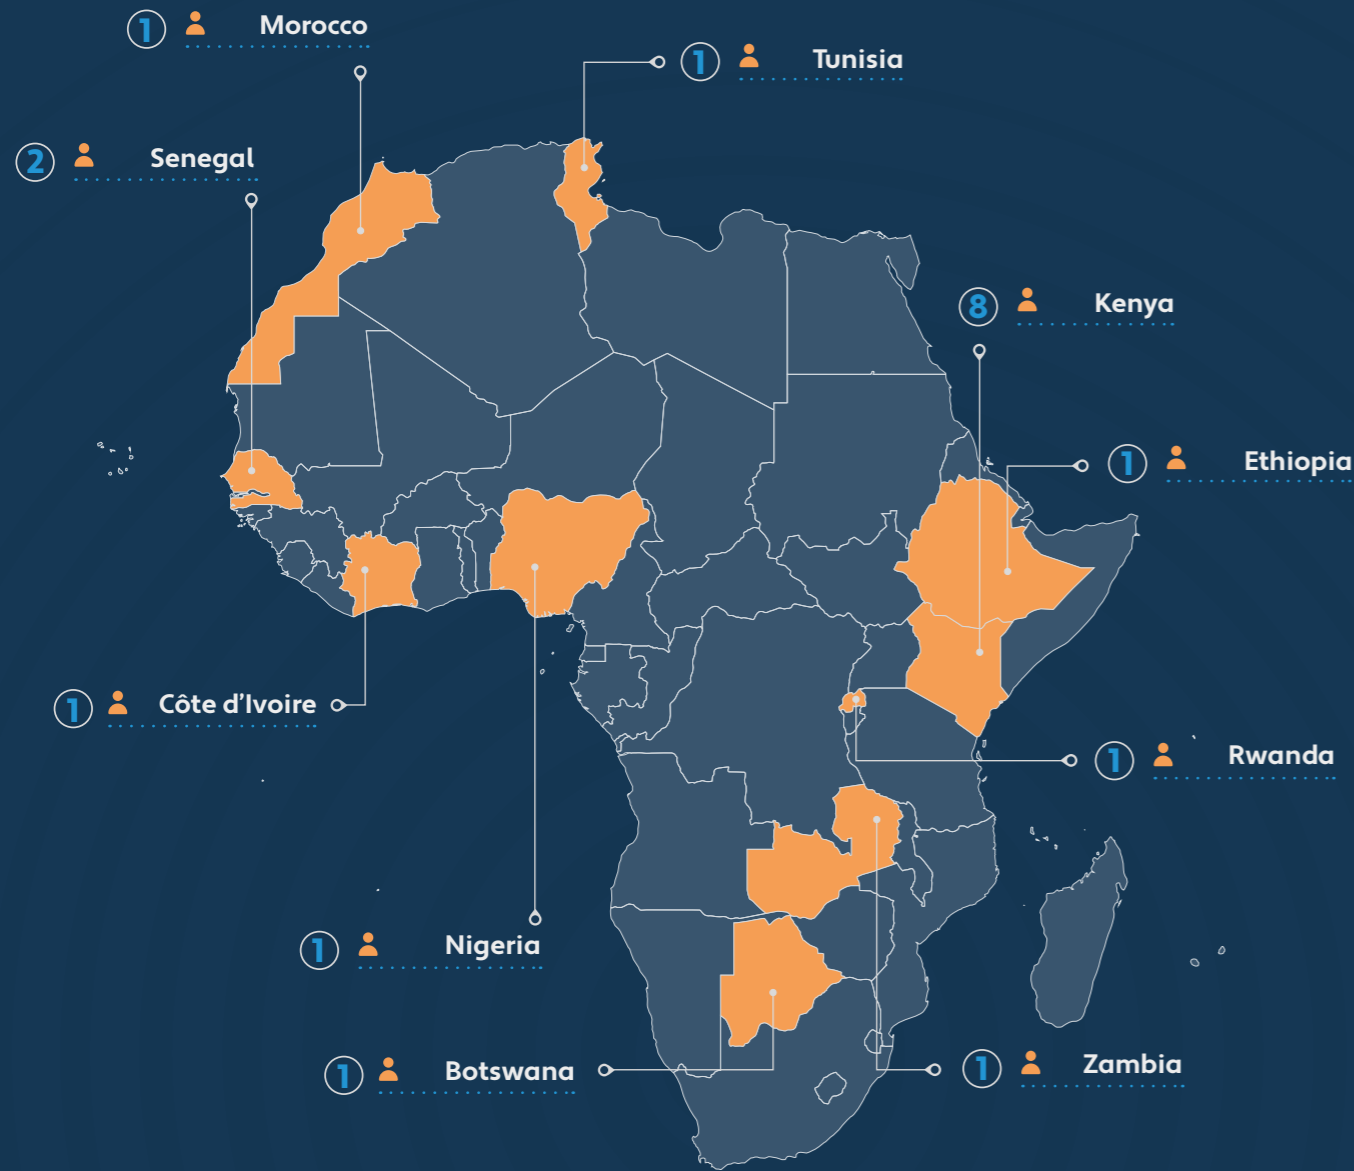 1 Morocco
1 Tunisia
2 Senegal
8 Kenya
1 Ethiopia
1 Côte d’Ivoire
1 Rwanda
1 Nigeria
1 Botswana
1 Zambia